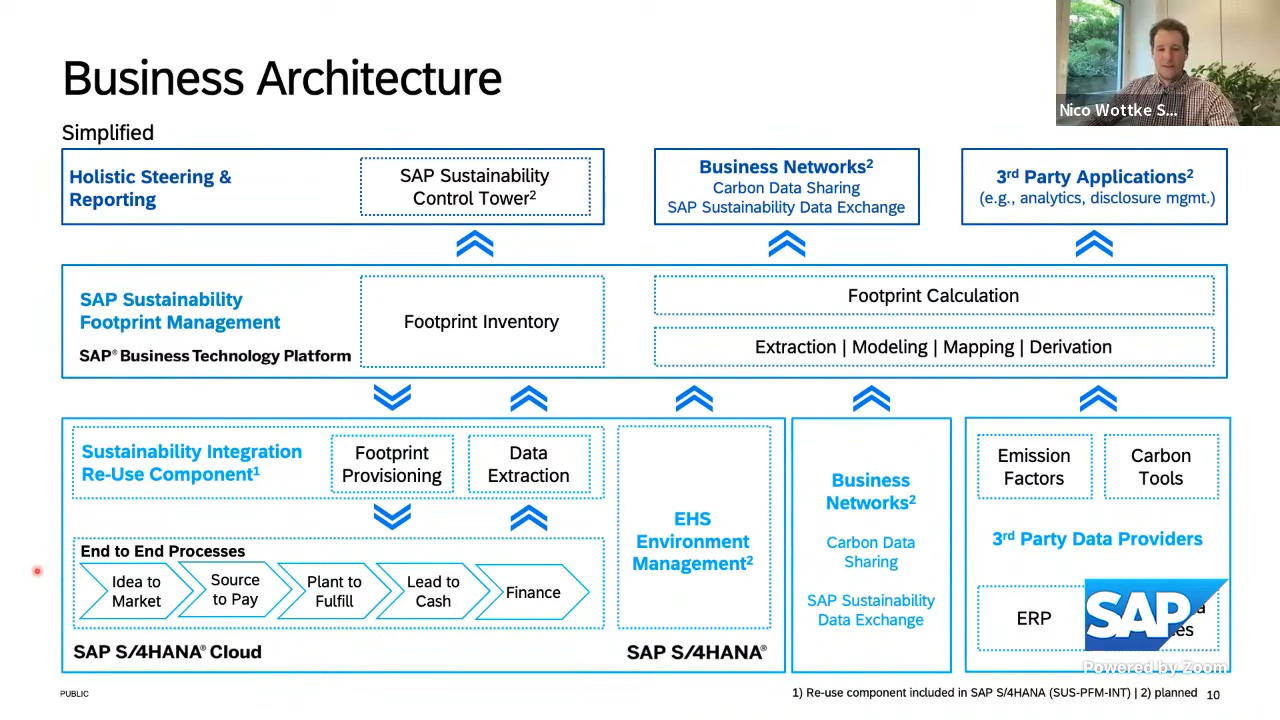 Business Architecture
Nico Wottke S...
Simplified
Holistic Steering &
Reporting
SAP Sustainability
Control Tower²
Business Networks²
Carbon Data Sharing
SAP Sustainability Data Exchange
3rd Party Applications²
(e.g., analytics, disclosure mgmt.)
SAP Sustainability
Footprint Management
SAP® Business Technology Platform
Footprint Inventory
Footprint Calculation
Extraction | Modeling | Mapping | Derivation
Sustainability Integration
Re-Use Component¹
Footprint
Provisioning
Data
Extraction
End to End Processes
Idea to
Market
Source
to Pay
Plant to
Fulfill
Lead to
Cash
Finance
SAP S/4HANA® Cloud
EHS
Environment
Management²
SAP S/4HANA®
Business
Networks²
Carbon Data
Sharing
SAP Sustainability
Data Exchange
Emission
Factors
Carbon
Tools
3rd Party Data Providers
ERP
SAP
Powered by Zoom
PUBLIC
1) Re-use component included in SAP S/4HANA (SUS-PFM-INT) | 2) planned
10